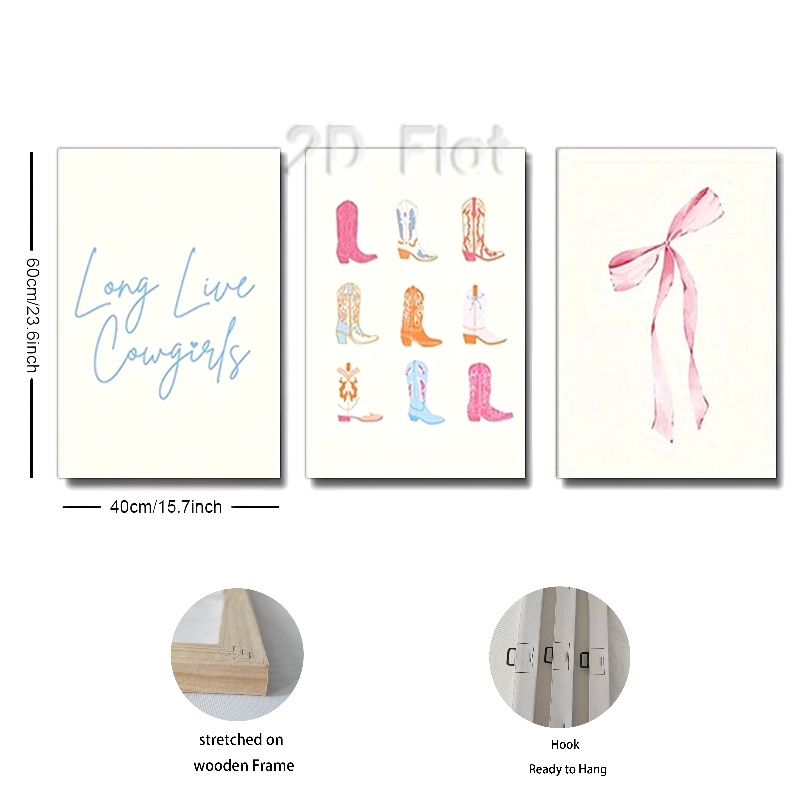 2D Flat
60cm/23.6inch
Long Live
Cowgirls
40cm/15.7inch
stretched on
wooden Frame
Hook
Ready to Hang